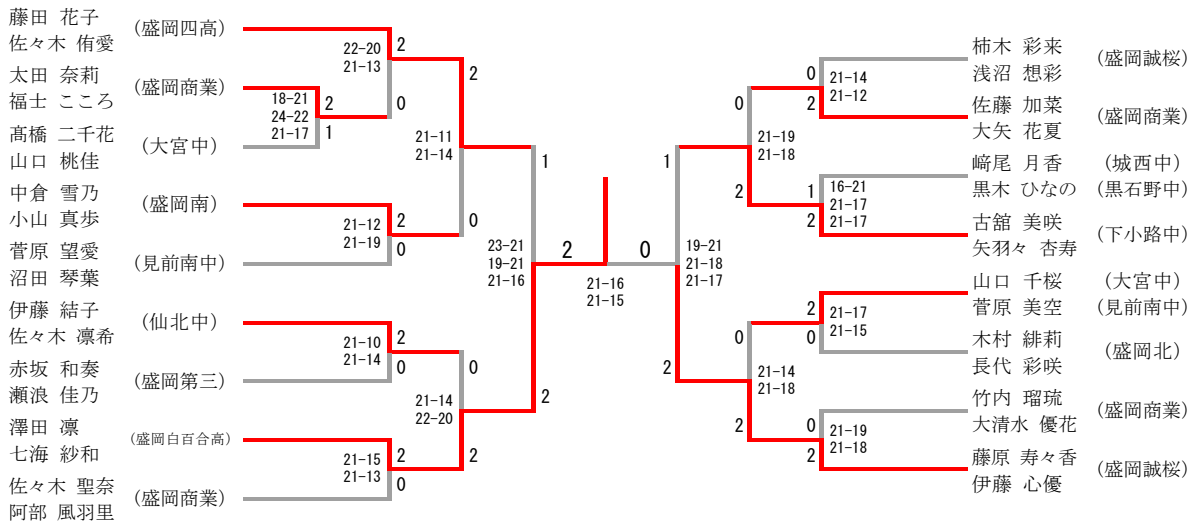 藤田 花子
佐々木 侑愛
(盛岡四高)
太田 奈莉
福士 こころ
(盛岡商業)
髙橋 二千花
山口 桃佳
(大宮中)
中倉 雪乃
小山 真歩
(盛岡南)
菅原 望愛
沼田 琴葉
(見前南中)
伊藤 結子
佐々木 凛希
(仙北中)
赤坂 和奏
瀬浪 佳乃
(盛岡第三)
澤田 凛
七海 紗和
(盛岡白百合高)
佐々木 聖奈
阿部 風羽里
(盛岡商業)
18-21
24-22
21-17
2
1
22-20
21-13
2
0
21-12
21-19
2
0
21-10
21-14
2
0
21-15
21-13
2
0
21-11
21-14
2
0
21-14
22-20
0
2
23-21
19-21
21-16
1
2
2
0
21-16
21-15
19-21
21-18
21-17
1
2
21-19
21-18
0
2
21-14
21-18
0
2
21-14
21-12
0
2
16-21
21-17
21-17
1
2
21-17
21-15
2
0
21-19
21-18
0
2
柿木 彩来
浅沼 想彩
(盛岡誠桜)
佐藤 加菜
大矢 花夏
(盛岡商業)
﨑尾 月香 (城西中)
黒木 ひなの (黒石野中)
古舘 美咲
矢羽々 杏寿
(下小路中)
山口 千桜 (大宮中)
菅原 美空 (見前南中)
木村 緋莉
長代 彩咲
(盛岡北)
竹内 瑠琉
大清水 優花
(盛岡商業)
藤原 寿々香
伊藤 心優
(盛岡誠桜)